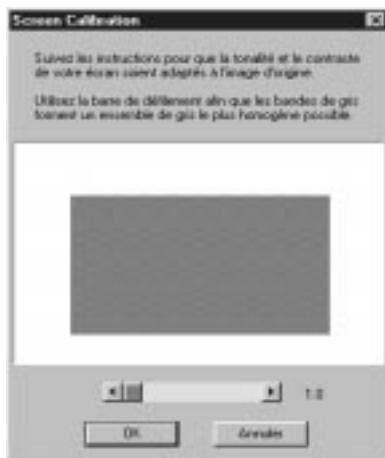 Screen Calibration
Suivez les instructions pour que la tonalité et le contraste
de votre écran soient adaptés à l'image d'origine.
Utilisez la barre de défilement afin que les bandes de gris
forment un ensemble de gris le plus homogène possible.
1.0
OK
Annuler